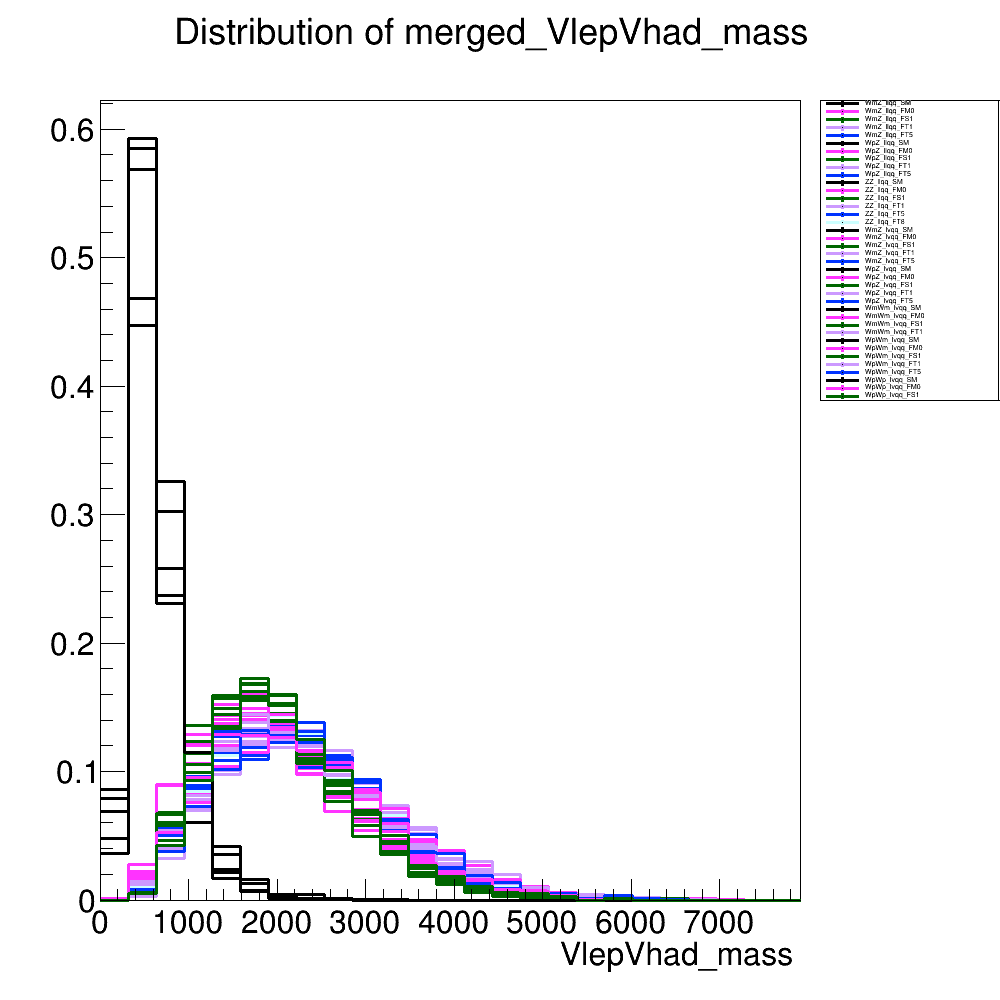 Distribution of merged_VlepVhad_mass
0.6
0.5
0.4
0.3
0.2
0.1
0
0 1000 2000 3000 4000 5000 6000 7000
VlepVhad_mass
WmZ_llqq_SM
WmZ_llqq_FM0
WmZ_llqq_FS1
WmZ_llqq_FT1
WmZ_llqq_FT5
WpZ_llqq_SM
WpZ_llqq_FM0
WpZ_llqq_FS1
WpZ_llqq_FT1
WpZ_llqq_FT5
ZZ_llqq_SM
ZZ_llqq_FM0
ZZ_llqq_FS1
ZZ_llqq_FT1
ZZ_llqq_FT5
ZZ_llqq_FT8
WmZ_lvqq_SM
WmZ_lvqq_FM0
WmZ_lvqq_FS1
WmZ_lvqq_FT1
WmZ_lvqq_FT5
WpZ_lvqq_SM
WpZ_lvqq_FM0
WpZ_lvqq_FS1
WpZ_lvqq_FT1
WpZ_lvqq_FT5
WmWm_lvqq_SM
WmWm_lvqq_FM0
WmWm_lvqq_FS1
WmWm_lvqq_FT1
WpWm_lvqq_SM
WpWm_lvqq_FM0
WpWm_lvqq_FS1
WpWm_lvqq_FT1
WpWm_lvqq_FT5
WpWp_lvqq_SM
WpWp_lvqq_FM0
WpWp_lvqq_FS1